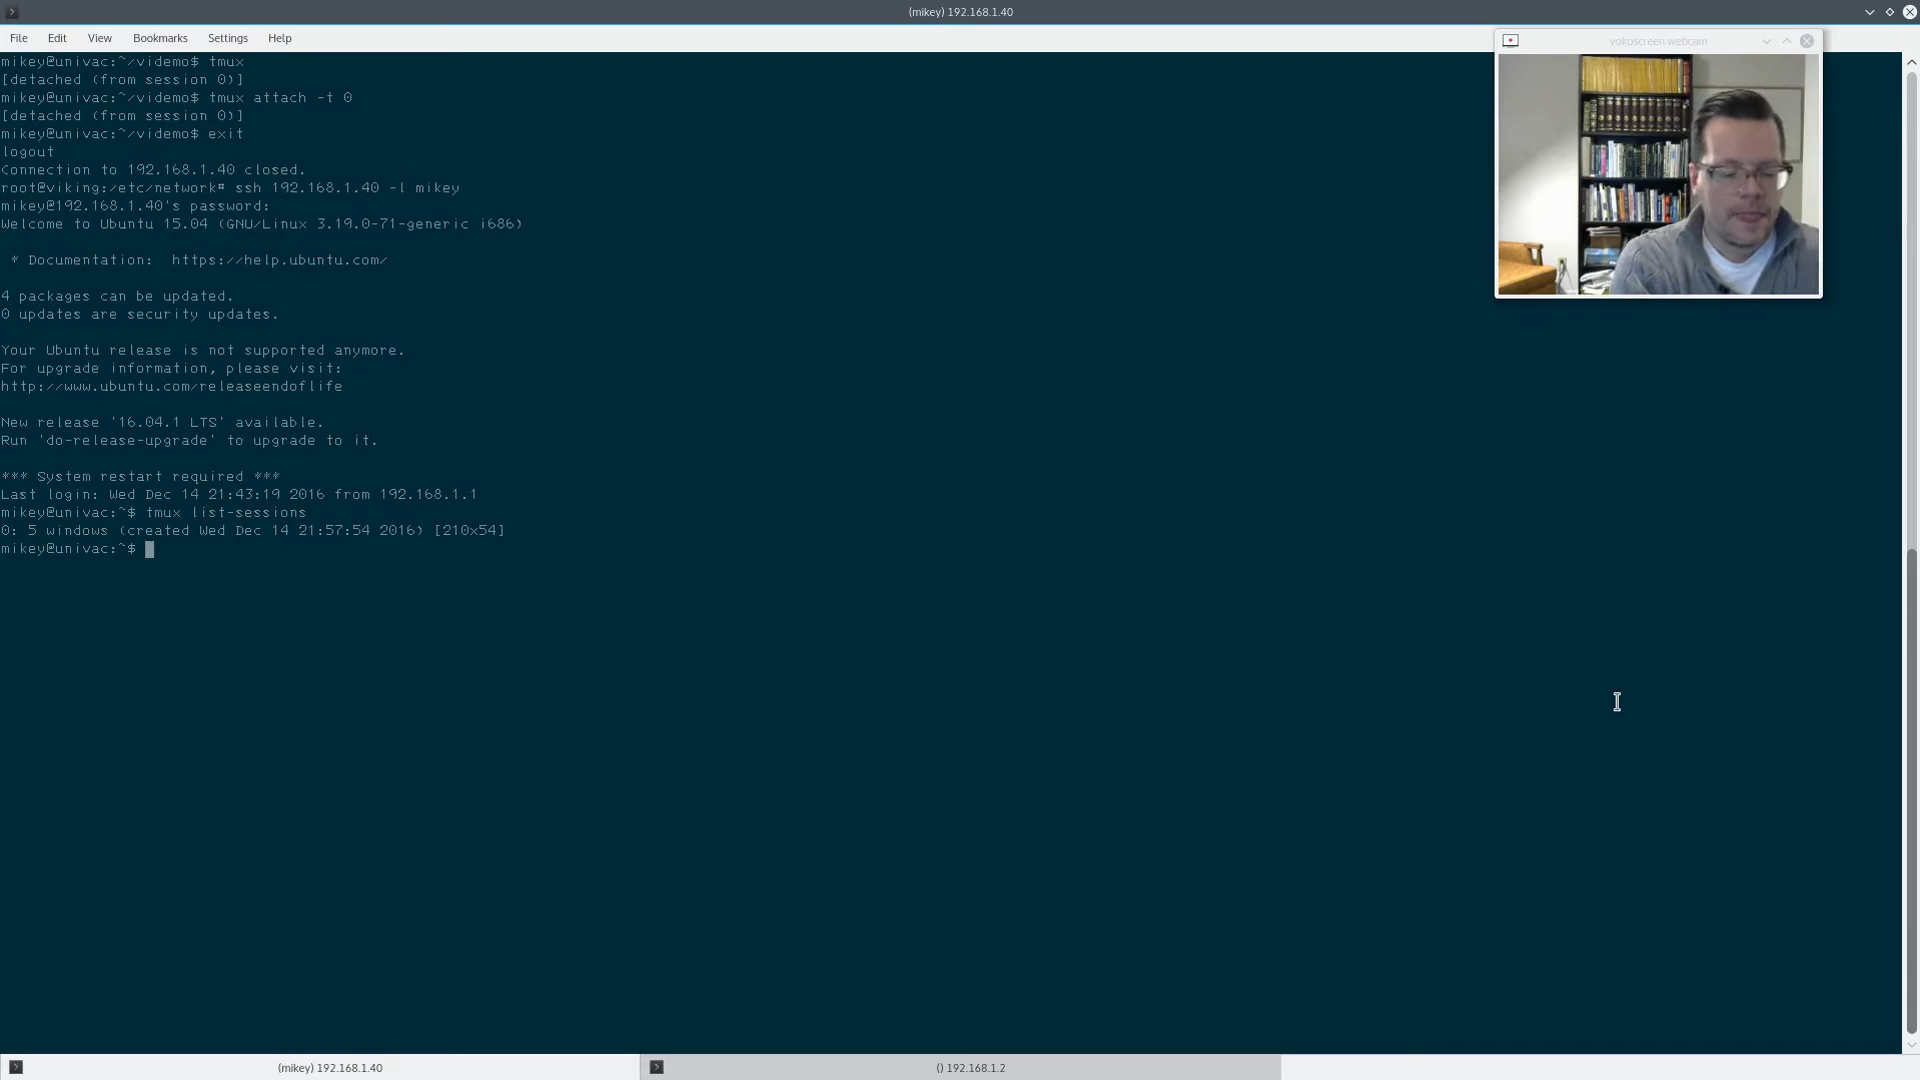 (mikey) 192.168.1.40
File Edit View Bookmarks Settings Help
vokoscreen webcam
mikey@univac:~/videmo$ tmux
[detached (from session 0)]
mikey@univac:~/videmo$ tmux attach -t 0
[detached (from session 0)]
mikey@univac:~/videmo$ exit
logout
Connection to 192.168.1.40 closed.
root@viking:/etc/network# ssh 192.168.1.40 -l mikey
mikey@192.168.1.40's password:
Welcome to Ubuntu 15.04 (GNU/Linux 3.19.0-71-generic i686)
* Documentation:  https://help.ubuntu.com/
4 packages can be updated.
0 updates are security updates.
Your Ubuntu release is not supported anymore.
For upgrade information, please visit:
http://www.ubuntu.com/releaseendoflife
New release '16.04.1 LTS' available.
Run 'do-release-upgrade' to upgrade to it.
*** System restart required ***
Last login: Wed Dec 14 21:43:19 2016 from 192.168.1.1
mikey@univac:~$ tmux list-sessions
0: 5 windows (created Wed Dec 14 21:57:54 2016) [210x54]
mikey@univac:~$
(mikey) 192.168.1.40
() 192.168.1.2